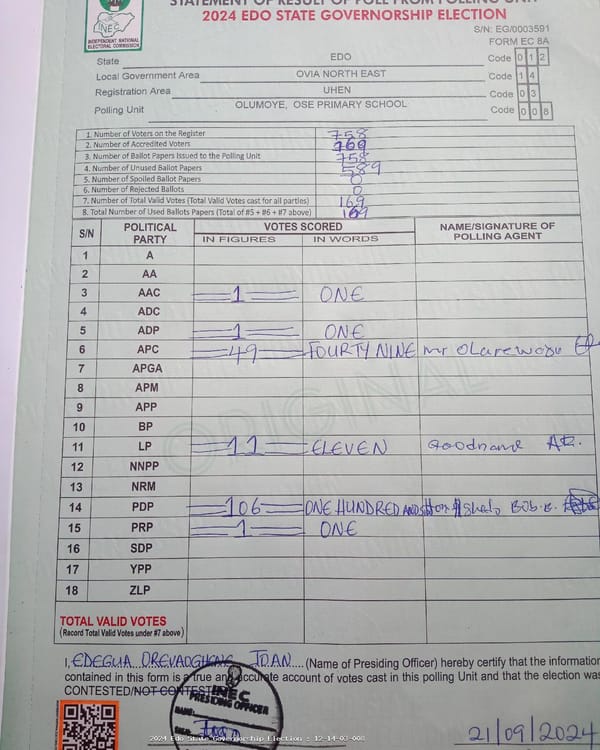 STATEMENT OF RESULT OF POLL FROM POLLING UNIT
2024 EDO STATE GOVERNORSHIP ELECTION
INEC
INDEPENDENT NATIONAL
ELECTORAL COMMISSION
S/N: EG/0003591
FORM EC 8A
State EDO Code 0 1 2
Local Government Area OVIA NORTH EAST Code 1 4
Registration Area UHEN Code 0 3
Polling Unit OLUMOYE, OSE PRIMARY SCHOOL Code 0 0 8
1. Number of Voters on the Register 758
2. Number of Accredited Voters 169
3. Number of Ballot Papers Issued to the Polling Unit 758
4. Number of Unused Ballot Papers 589
5. Number of Spoiled Ballot Papers 0
6. Number of Rejected Ballots 0
7. Number of Total Valid Votes (Total Valid Votes cast for all parties) 169
8. Total Number of Used Ballots Papers (Total of #5 + #6 + #7 above) 169
S/N POLITICAL PARTY VOTES SCORED NAME/SIGNATURE OF POLLING AGENT
IN FIGURES IN WORDS
1 A
2 AA
3 AAC 1 ONE
4 ADC
5 ADP 1 ONE
6 APC 49 FOURTY NINE Mr Olarewoju
7 APGA
8 APM
9 APP
10 BP
11 LP 11 ELEVEN Goodname
12 NNPP
13 NRM
14 PDP 106 ONE HUNDRED AND
15 PRP 1 ONE
16 SDP
17 YPP
18 ZLP
ORIGINAL
TOTAL VALID VOTES
(Record Total Valid Votes under #7 above)
I, EDEGUA OREVAOGHENE JOAN (Name of Presiding Officer) hereby certify that the information
contained in this form is a true and accurate account of votes cast in this polling Unit and that the election was
CONTESTED/NOT CONTESTED
INEC
PRESIDING OFFICER
NAME:
2024 Edo State Governorship Election : 12-14-03-008
21/09/2024